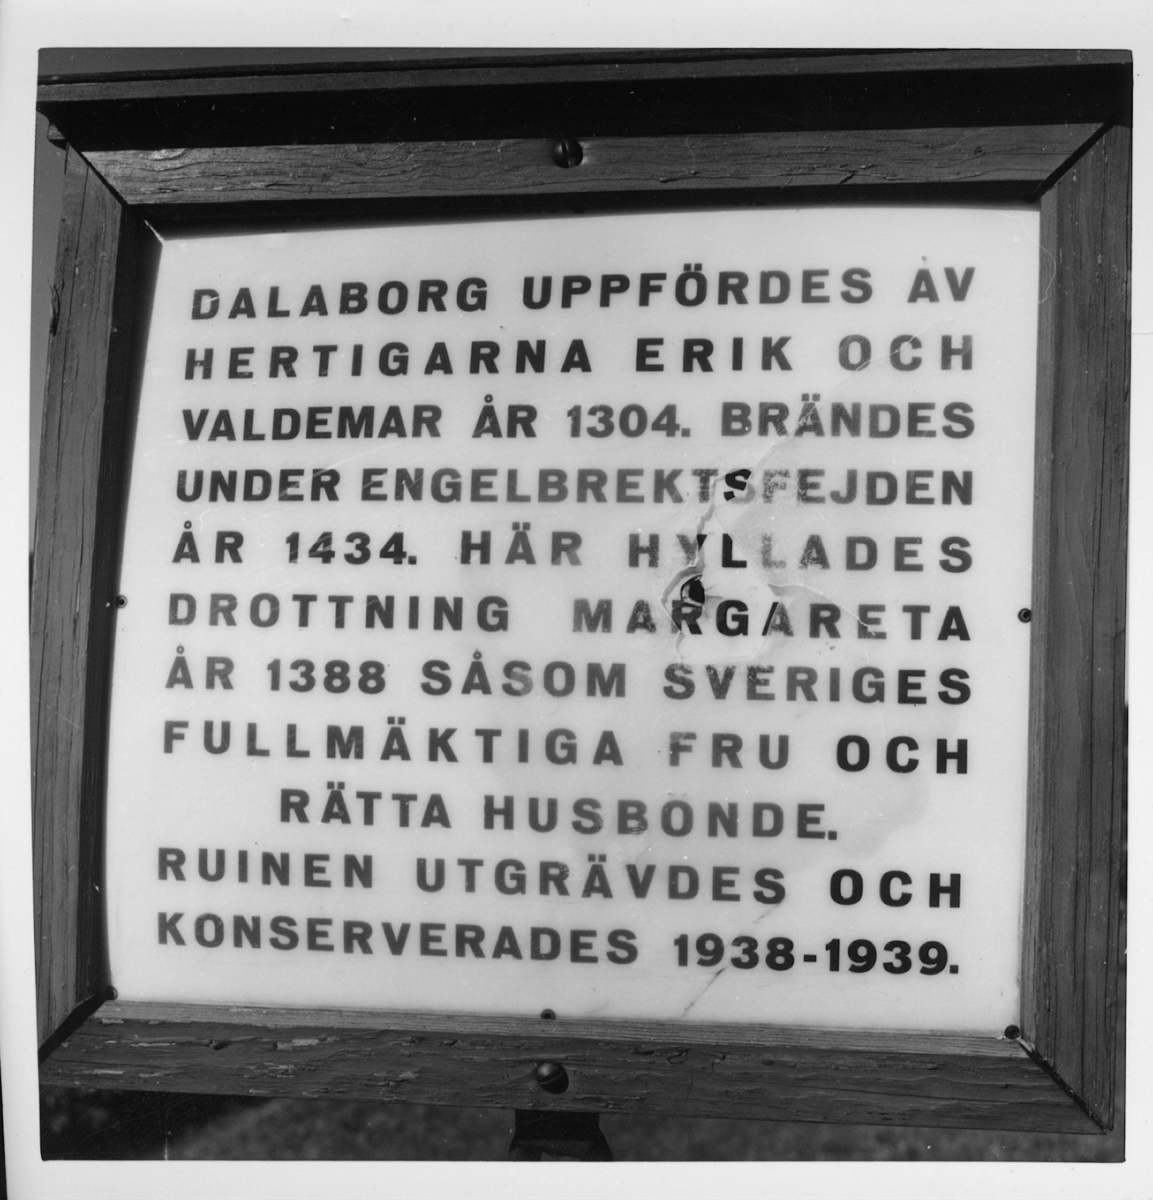 DALABORG UPPFÖRDES AV
HERTIGARNA ERIK OCH
VALDEMAR ÅR 1304. BRÄNDES
UNDER ENGELBREKTSFEJDEN
ÅR 1434. HÄR HYLLADES
DROTTNING MARGARETA
ÅR 1388 SÅSOM SVERIGES
FULLMÄKTIGA FRU OCH
RÄTTA HUSBONDE.
RUINEN UTGRÄVDES OCH
KONSERVERADES 1938-1939.